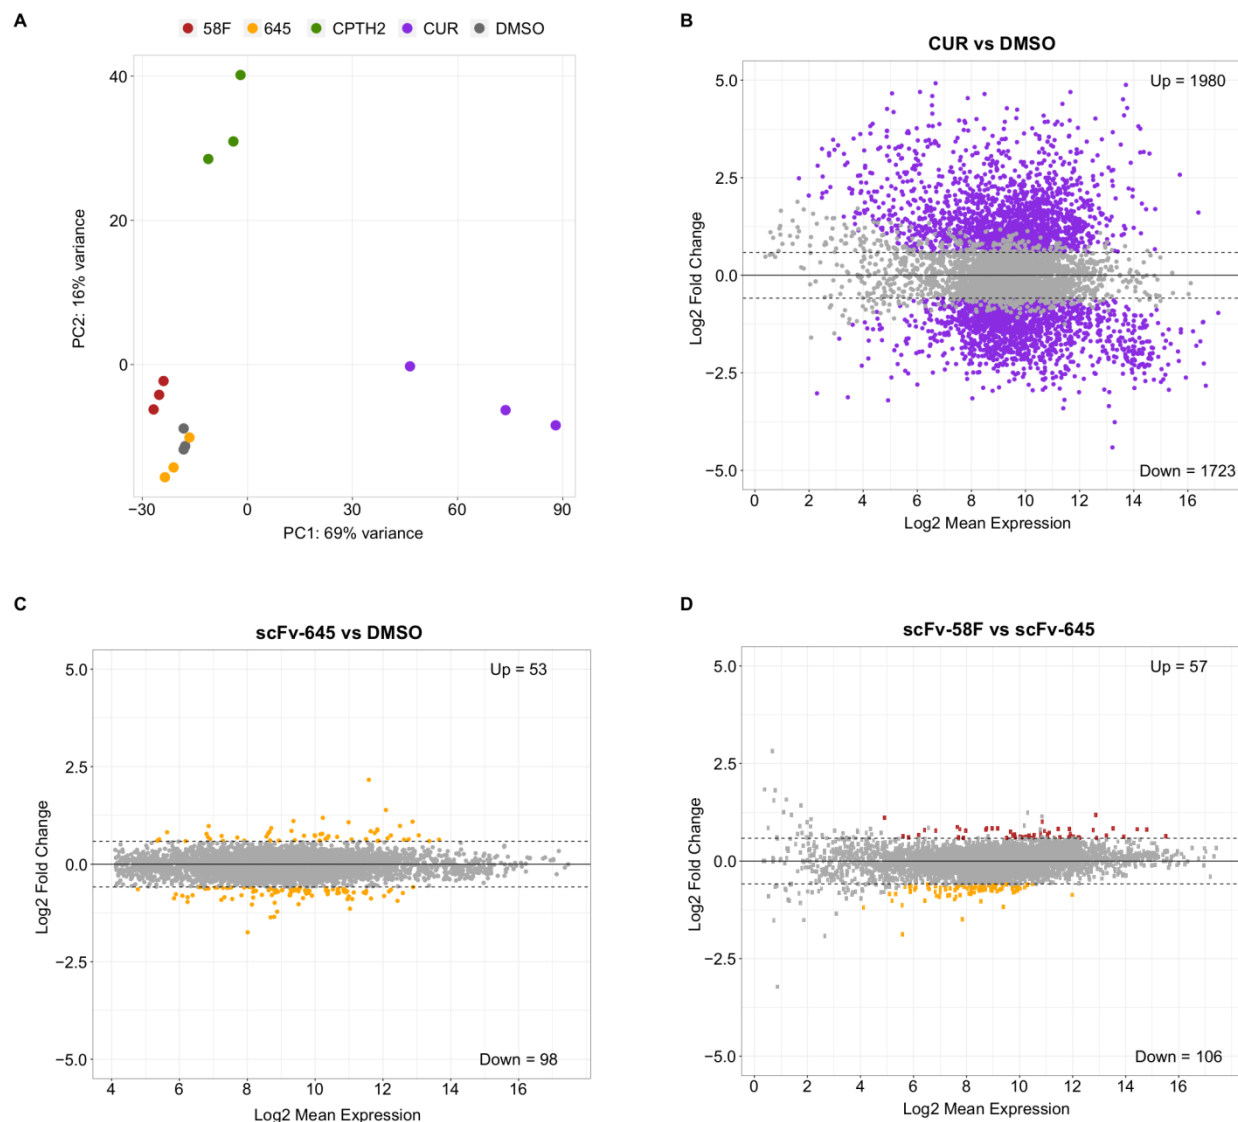 A
58F 645 CPTH2 CUR DMSO
40
20
0
PC2: 16% variance
−30 0 30 60 90
PC1: 69% variance
B
CUR vs DMSO
Up = 1980
5.0
2.5
0.0
−2.5
−5.0
Log2 Fold Change
Down = 1723
0 2 4 6 8 10 12 14 16
Log2 Mean Expression
C
scFv-645 vs DMSO
Up = 53
5.0
2.5
0.0
−2.5
−5.0
Log2 Fold Change
Down = 98
4 6 8 10 12 14 16
Log2 Mean Expression
D
scFv-58F vs scFv-645
Up = 57
5.0
2.5
0.0
−2.5
−5.0
Log2 Fold Change
Down = 106
0 2 4 6 8 10 12 14 16
Log2 Mean Expression